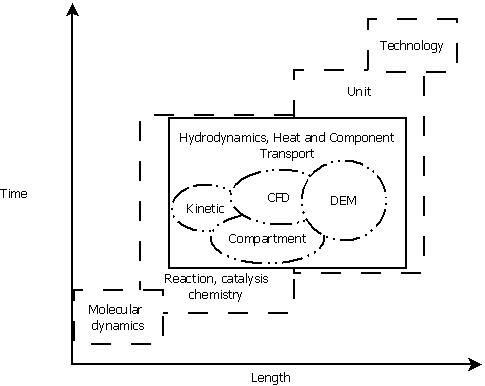 Technology
Unit
Hydrodynamics, Heat and Component
Transport
Time
Kinetic
CFD
DEM
Compartment
Reaction, catalysis
chemistry
Molecular
dynamics
Length